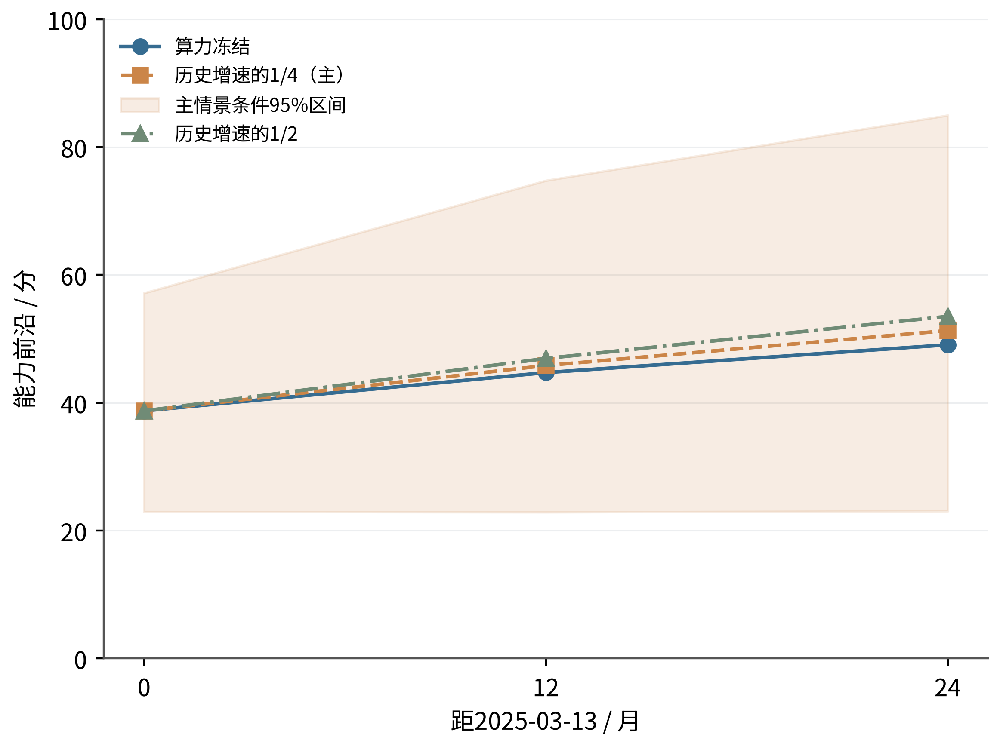 100
80
60
40
20
0
能力前沿 / 分
算力冻结
历史增速的1/4（主）
主情景条件95%区间
历史增速的1/2
0
12
24
距2025-03-13 / 月